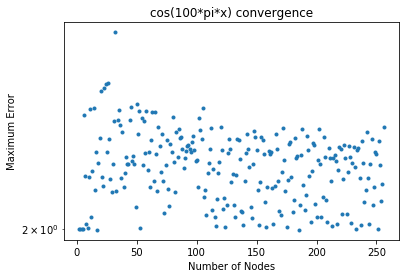 cos(100*pi*x) convergence
Maximum Error
2 × 10⁰
0 50 100 150 200 250
Number of Nodes